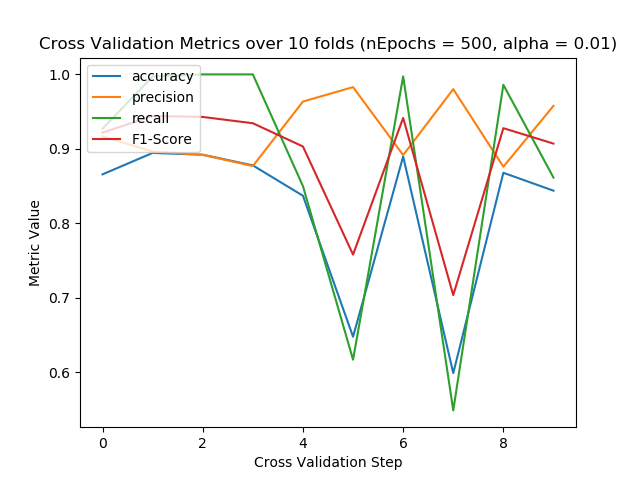 Cross Validation Metrics over 10 folds (nEpochs = 500, alpha = 0.01)
accuracy
precision
recall
F1-Score
1.0
0.9
0.8
0.7
0.6
Metric Value
0 2 4 6 8
Cross Validation Step